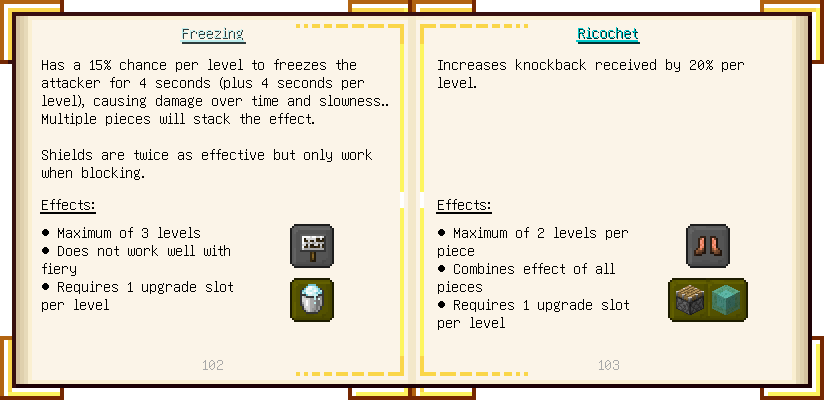 Freezing
Has a 15% chance per level to freezes the
attacker for 4 seconds (plus 4 seconds per
level), causing damage over time and slowness..
Multiple pieces will stack the effect.
Shields are twice as effective but only work
when blocking.
Effects:
● Maximum of 3 levels
● Does not work well with
fiery
● Requires 1 upgrade slot
per level
102
Ricochet
Increases knockback received by 20% per
level.
Effects:
● Maximum of 2 levels per
piece
● Combines effect of all
pieces
● Requires 1 upgrade slot
per level
103